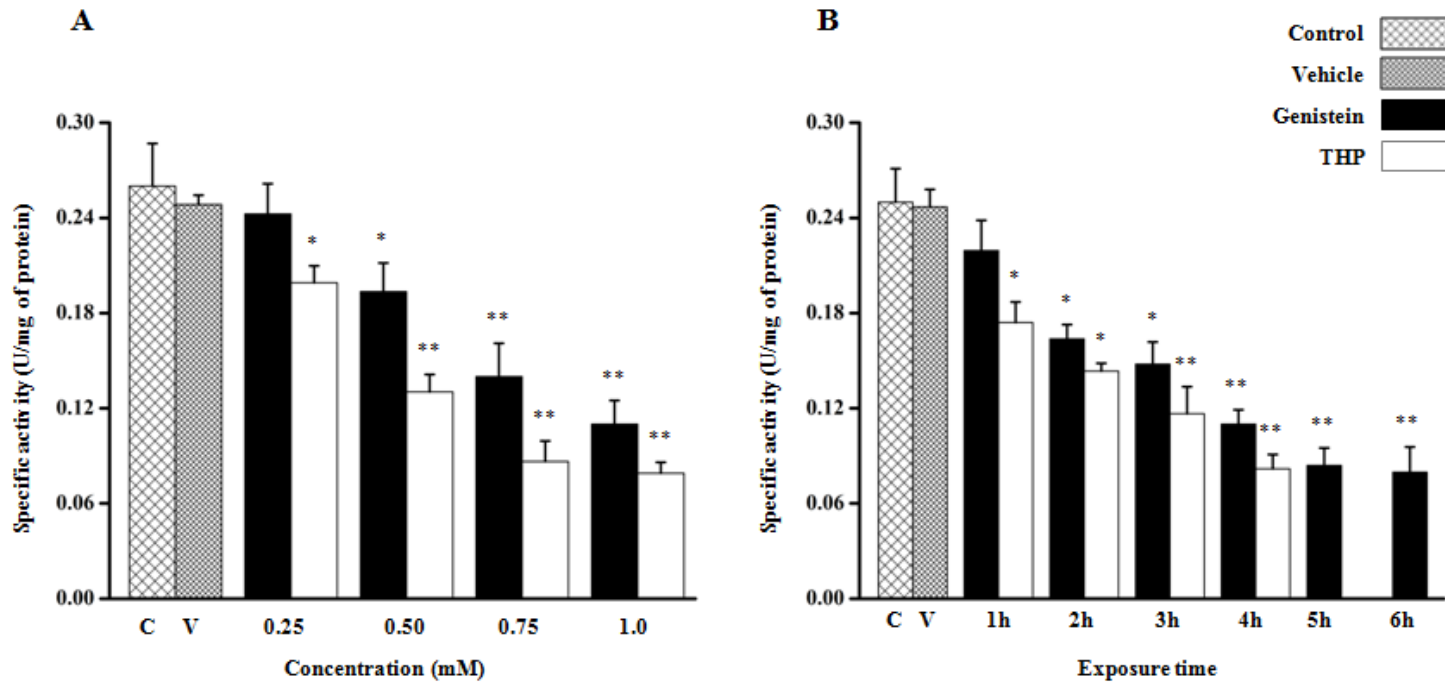 A
B
Control
Vehicle
Genistein
THP
Specific activity (U/mg of protein)
0.30
0.24
0.18
0.12
0.06
0.00
*
*
**
**
**
**
**
C V 0.25 0.50 0.75 1.0
Concentration (mM)
Specific activity (U/mg of protein)
0.30
0.24
0.18
0.12
0.06
0.00
*
*
*
*
**
**
**
**
**
C V 1h 2h 3h 4h 5h 6h
Exposure time